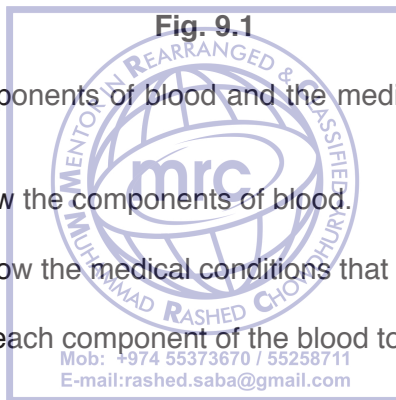 Fig. 9.1
ponents of blood and the medi
w the components of blood.
ow the medical conditions that
each component of the blood to
MENTOR IN REARRANGED & CLASSIFIED
mrc
MUHAMMAD RASHED CHOWDHURY
Mob: +974 55373670 / 55258711
E-mail:rashed.saba@gmail.com